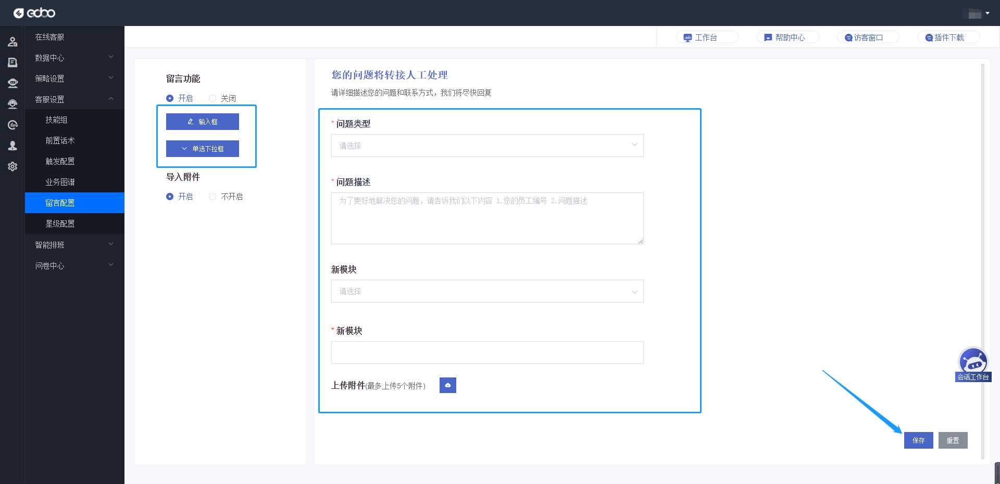 ecbo
工作台
帮助中心
访客窗口
插件下载
在线客服
数据中心
策略设置
客服设置
技能组
前置话术
触发配置
业务图谱
留言配置
星级配置
智能排班
问卷中心
留言功能
开启
关闭
输入框
单选下拉框
导入附件
开启
不开启
您的问题将转接人工处理
请详细描述您的问题和联系方式，我们将尽快回复
* 问题类型
请选择
* 问题描述
为了更好地解决您的问题，请告诉我们以下内容 1.您的员工编号 2.问题描述
新模块
请选择
* 新模块
上传附件(最多上传5个附件)
会话工作台
保存
重置